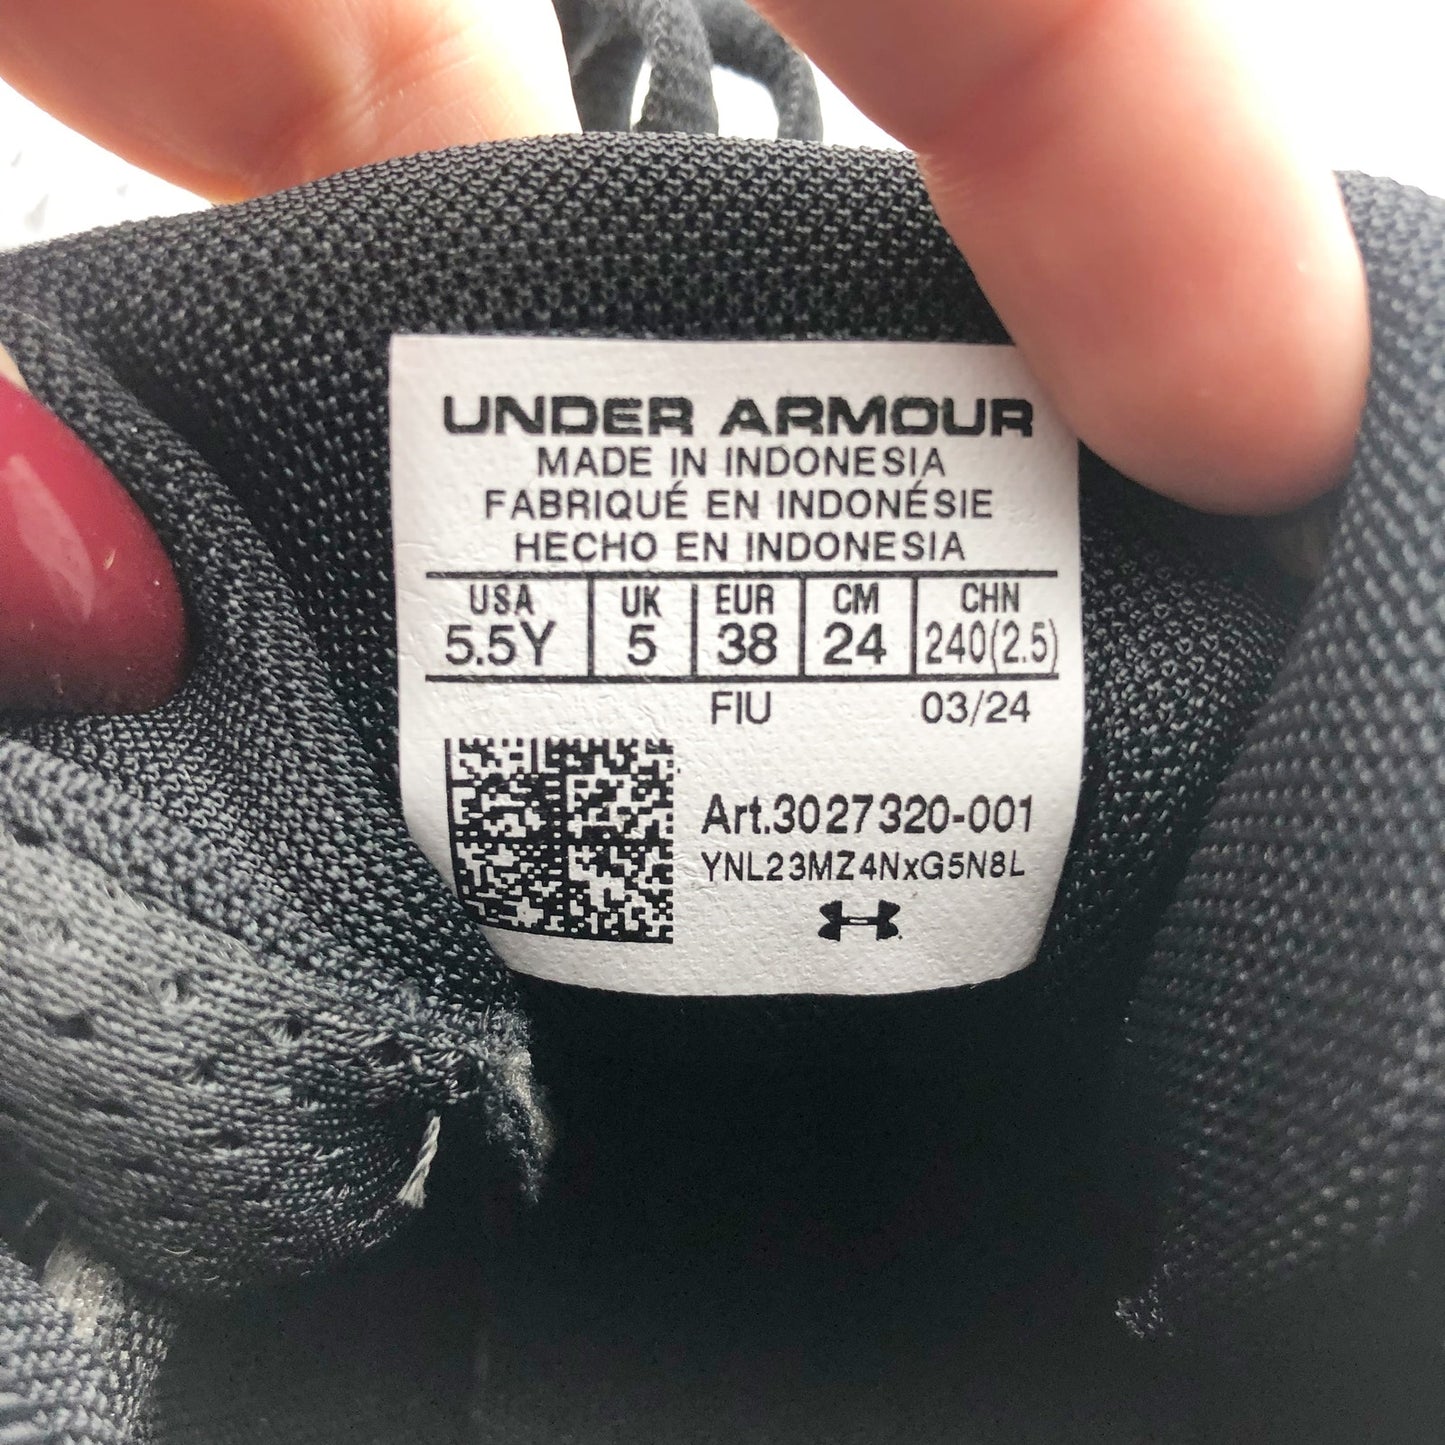 UNDER ARMOUR
MADE IN INDONESIA
FABRIQUÉ EN INDONÉSIE
HECHO EN INDONESIA
USA UK EUR CM CHN
5.5Y 5 38 24 240(2.5)
FIU 03/24
Art.3027320-001
YNL23MZ4NxG5N8L